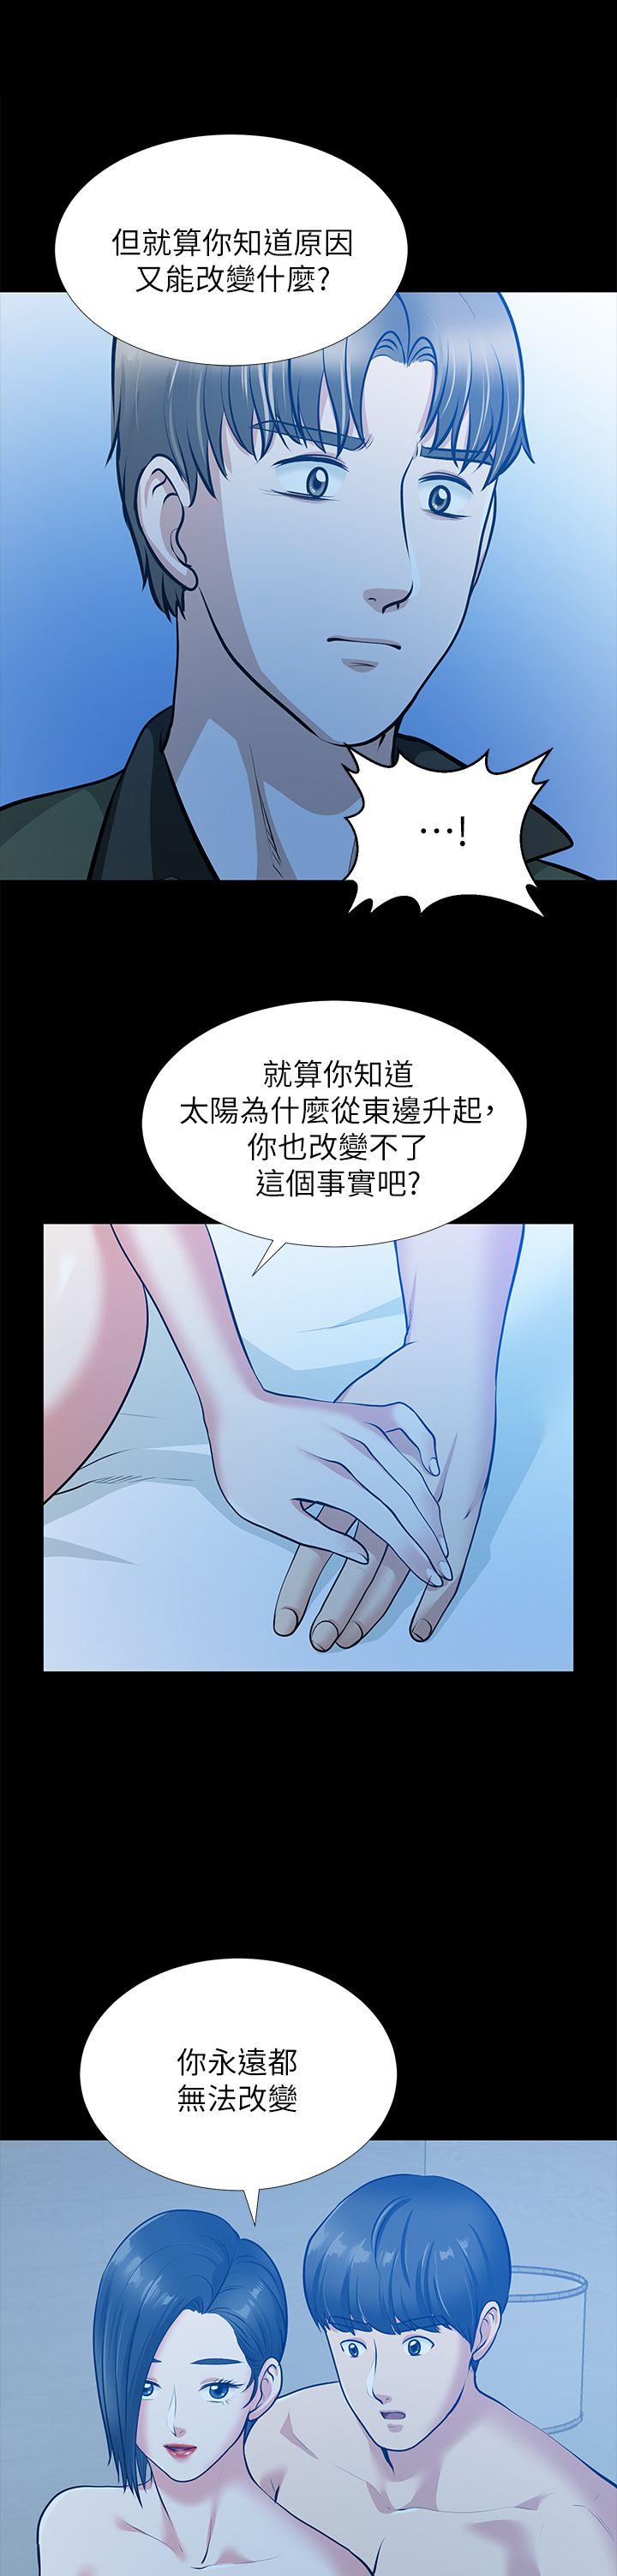 但就算你知道原因
又能改變什麼?
…!
就算你知道
太陽為什麼從東邊升起,
你也改變不了
這個事實吧?
你永遠都
無法改變